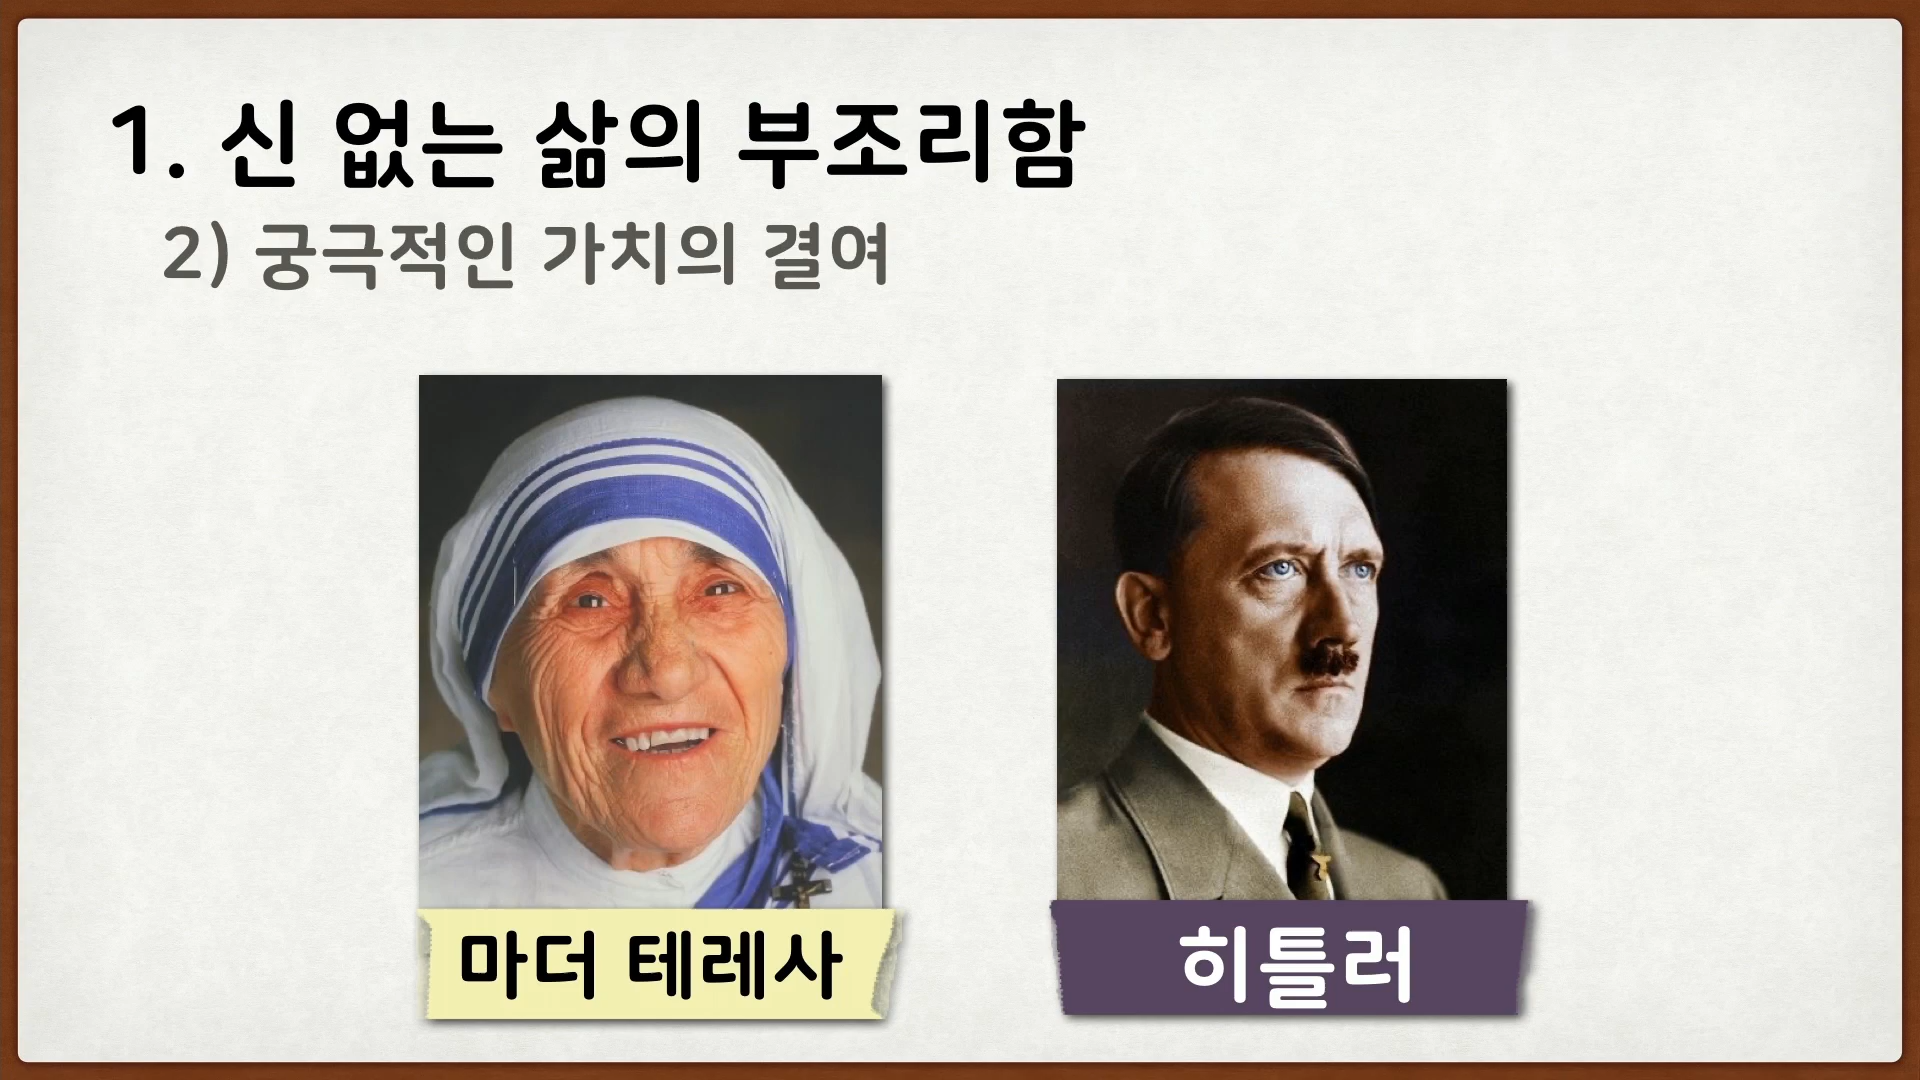 1. 신 없는 삶의 부조리함
2) 궁극적인 가치의 결여
마더 테레사
히틀러